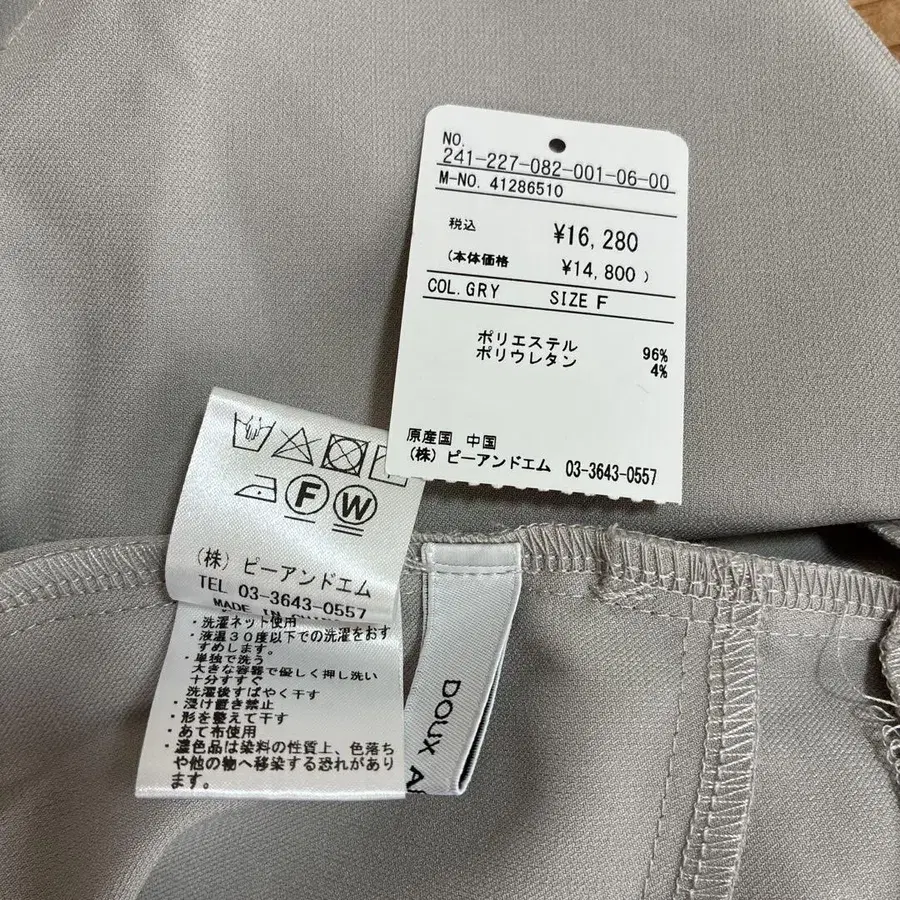 NO.
241-227-082-001-06-00
M-NO. 41286510
税込 ¥16,280
(本体価格 ¥14,800 )
COL.GRY SIZE F
ポリエステル 96%
ポリウレタン 4%
原産国 中国
(株) ピーアンドエム 03-3643-0557
F W
(株) ピーアンドエム
TEL 03-3643-0557
MADE IN
・洗濯ネット使用
・液温30度以下での洗濯をおす
すめします。
・単独で洗う
大きな容器で優しく押し洗い
十分すすぐ
洗濯後すばやく干す
・浸け置き禁止
・形を整えて干す
・あて布使用
・濃色品は染料の性質上、色落ち
や他の物へ移染する恐れがあり
ます。
DOUX A